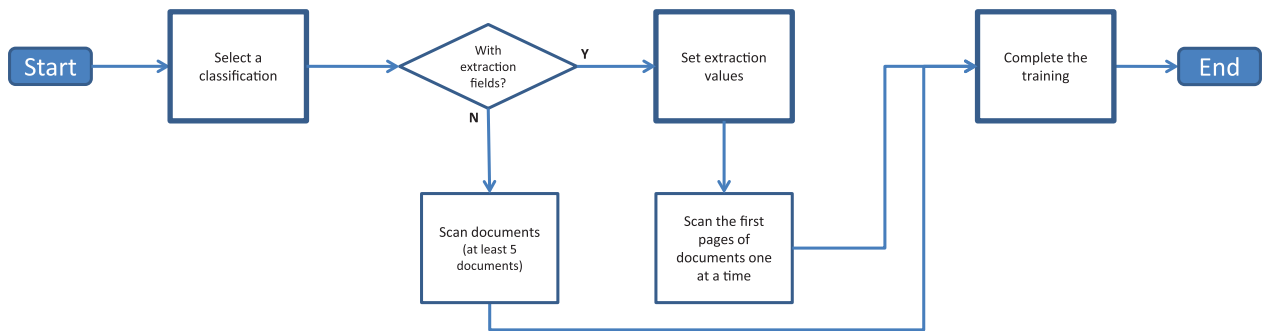 Start
Select a
classification
With
extraction
fields?
Y
N
Set extraction
values
Complete the
training
End
Scan documents
(at least 5
documents)
Scan the first
pages of
documents one
at a time